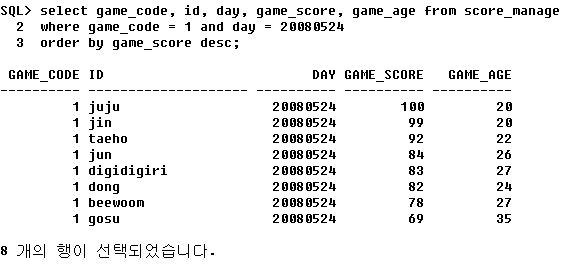 SQL> select game_code, id, day, game_score, game_age from score_manage
2 where game_code = 1 and day = 20080524
3 order by game_score desc;
GAME_CODE ID DAY GAME_SCORE GAME_AGE
---------- -------------------- ---------- ---------- ----------
1 juju 20080524 100 20
1 jin 20080524 99 20
1 taeho 20080524 92 22
1 jun 20080524 84 26
1 digidigiri 20080524 83 27
1 dong 20080524 82 24
1 beewoom 20080524 78 27
1 gosu 20080524 69 35
8 개의 행이 선택되었습니다.